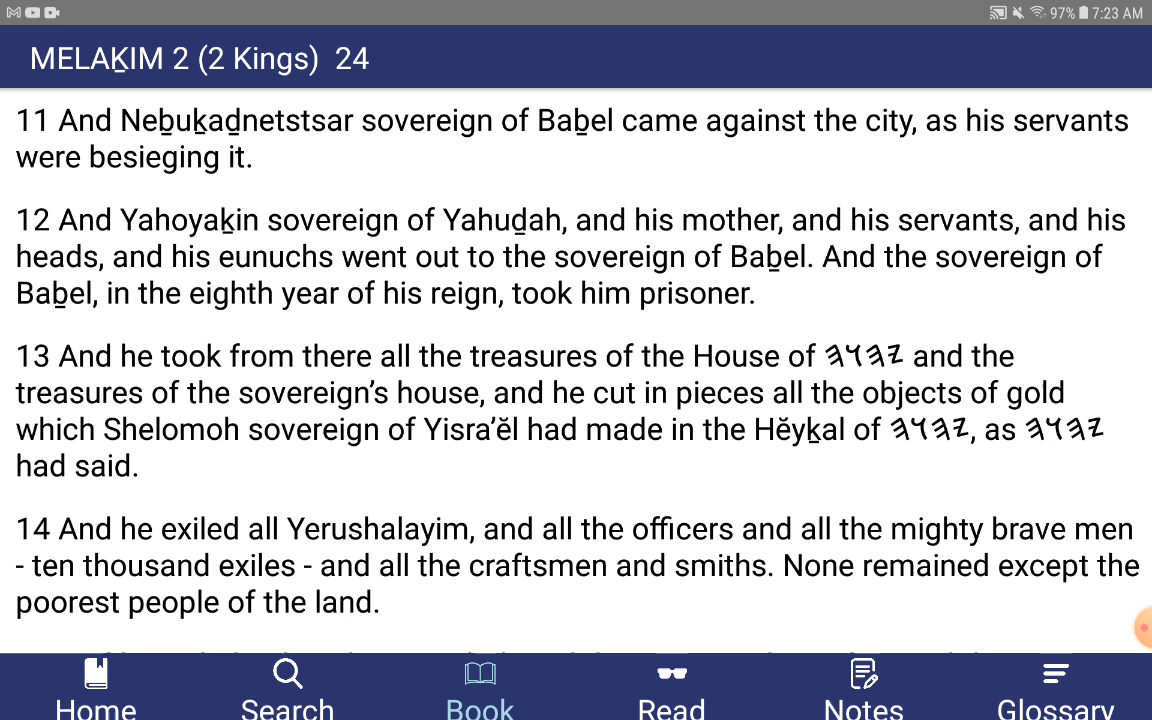 97% 7:23 AM
MELAḴIM 2 (2 Kings) 24
11 And Neḇuḵaḏnetstsar sovereign of Baḇel came against the city, as his servants
were besieging it.
12 And Yahoyaḵin sovereign of Yahuḏah, and his mother, and his servants, and his
heads, and his eunuchs went out to the sovereign of Baḇel. And the sovereign of
Baḇel, in the eighth year of his reign, took him prisoner.
13 And he took from there all the treasures of the House of 𐤉𐤄𐤅𐤄 and the
treasures of the sovereign’s house, and he cut in pieces all the objects of gold
which Shelomoh sovereign of Yisra’ĕl had made in the Hĕyḵal of 𐤉𐤄𐤅𐤄, as 𐤉𐤄𐤅𐤄
had said.
14 And he exiled all Yerushalayim, and all the officers and all the mighty brave men
- ten thousand exiles - and all the craftsmen and smiths. None remained except the
poorest people of the land.
Home Search Book Read Notes Glossary